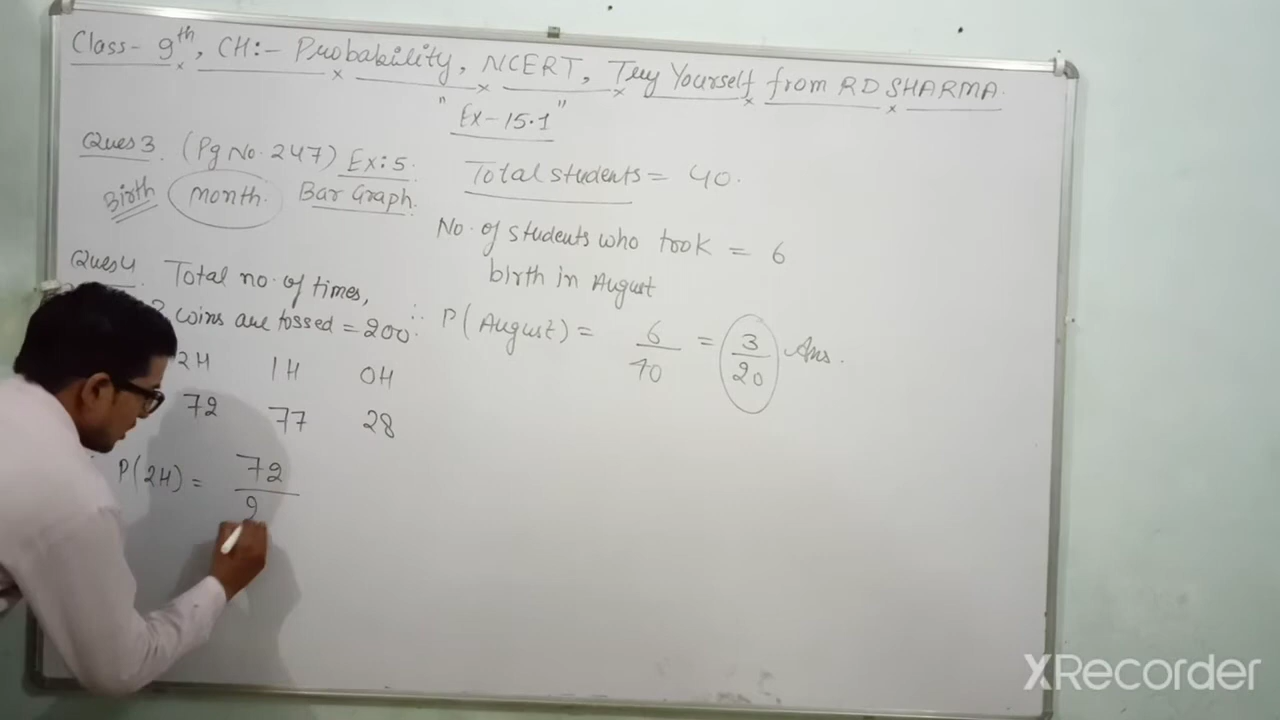 Class- 9th, CH:- Probability, NCERT, Try Yourself from RD SHARMA.
"Ex-15.1"
Ques 3. (Pg No. 247) Ex: 5.
Birth month. Bar Graph.
Total students = 40.
No. of students who took = 6
birth in August
∴ P(August) = 6/40 = 3/20 Ans.
Ques 4. Total no. of times,
coins are tossed = 200
2H 1H 0H
72 77 28
P(2H) = 72/2
XRecorder